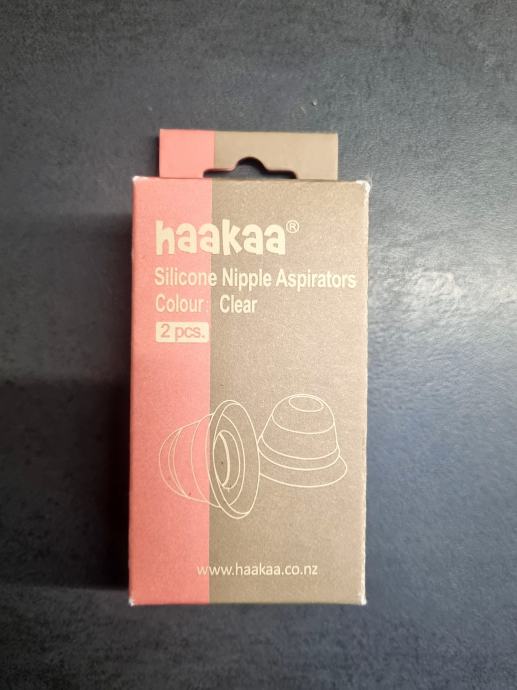 haakaa®
Silicone Nipple Aspirators
Colour: Clear
2 pcs.
www.haakaa.co.nz